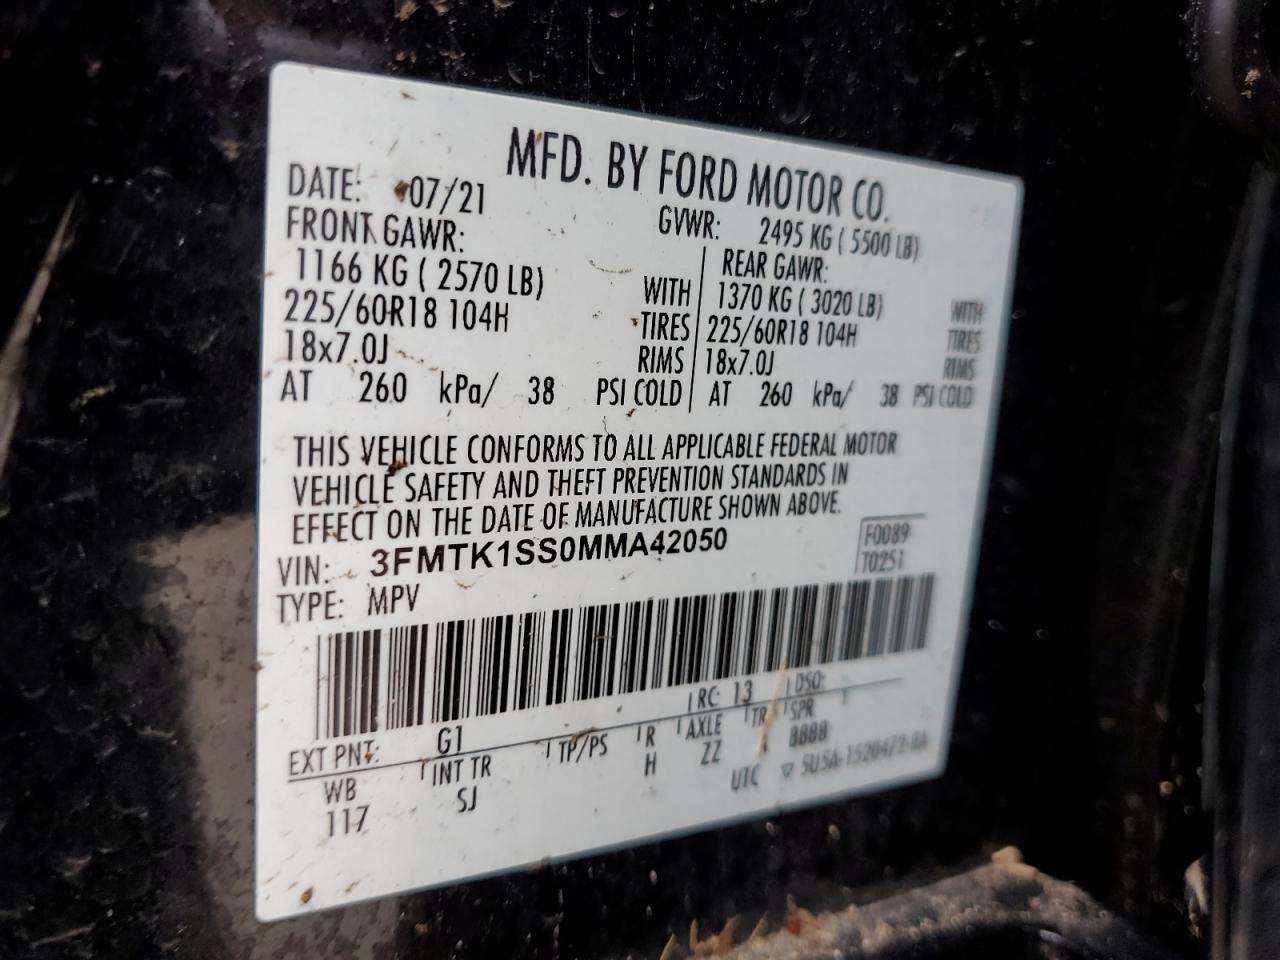 MFD. BY FORD MOTOR CO.
DATE: 07/21
GVWR: 2495 KG ( 5500 LB)
FRONT GAWR:
1166 KG ( 2570 LB) WITH
225/60R18 104H TIRES
18x7.0J RIMS
AT 260 kPa/ 38 PSI COLD
REAR GAWR:
1370 KG ( 3020 LB) WITH
225/60R18 104H TIRES
18x7.0J RIMS
AT 260 kPa/ 38 PSI COLD
THIS VEHICLE CONFORMS TO ALL APPLICABLE FEDERAL MOTOR
VEHICLE SAFETY AND THEFT PREVENTION STANDARDS IN
EFFECT ON THE DATE OF MANUFACTURE SHOWN ABOVE.
VIN: 3FMTK1SS0MMA42050
F0089
T0251
TYPE: MPV
EXT PNT: G1 RC: 13 DSO:
WB INT TR TP/PS R AXLE TR SPR
117 SJ H ZZ 8888
UTC